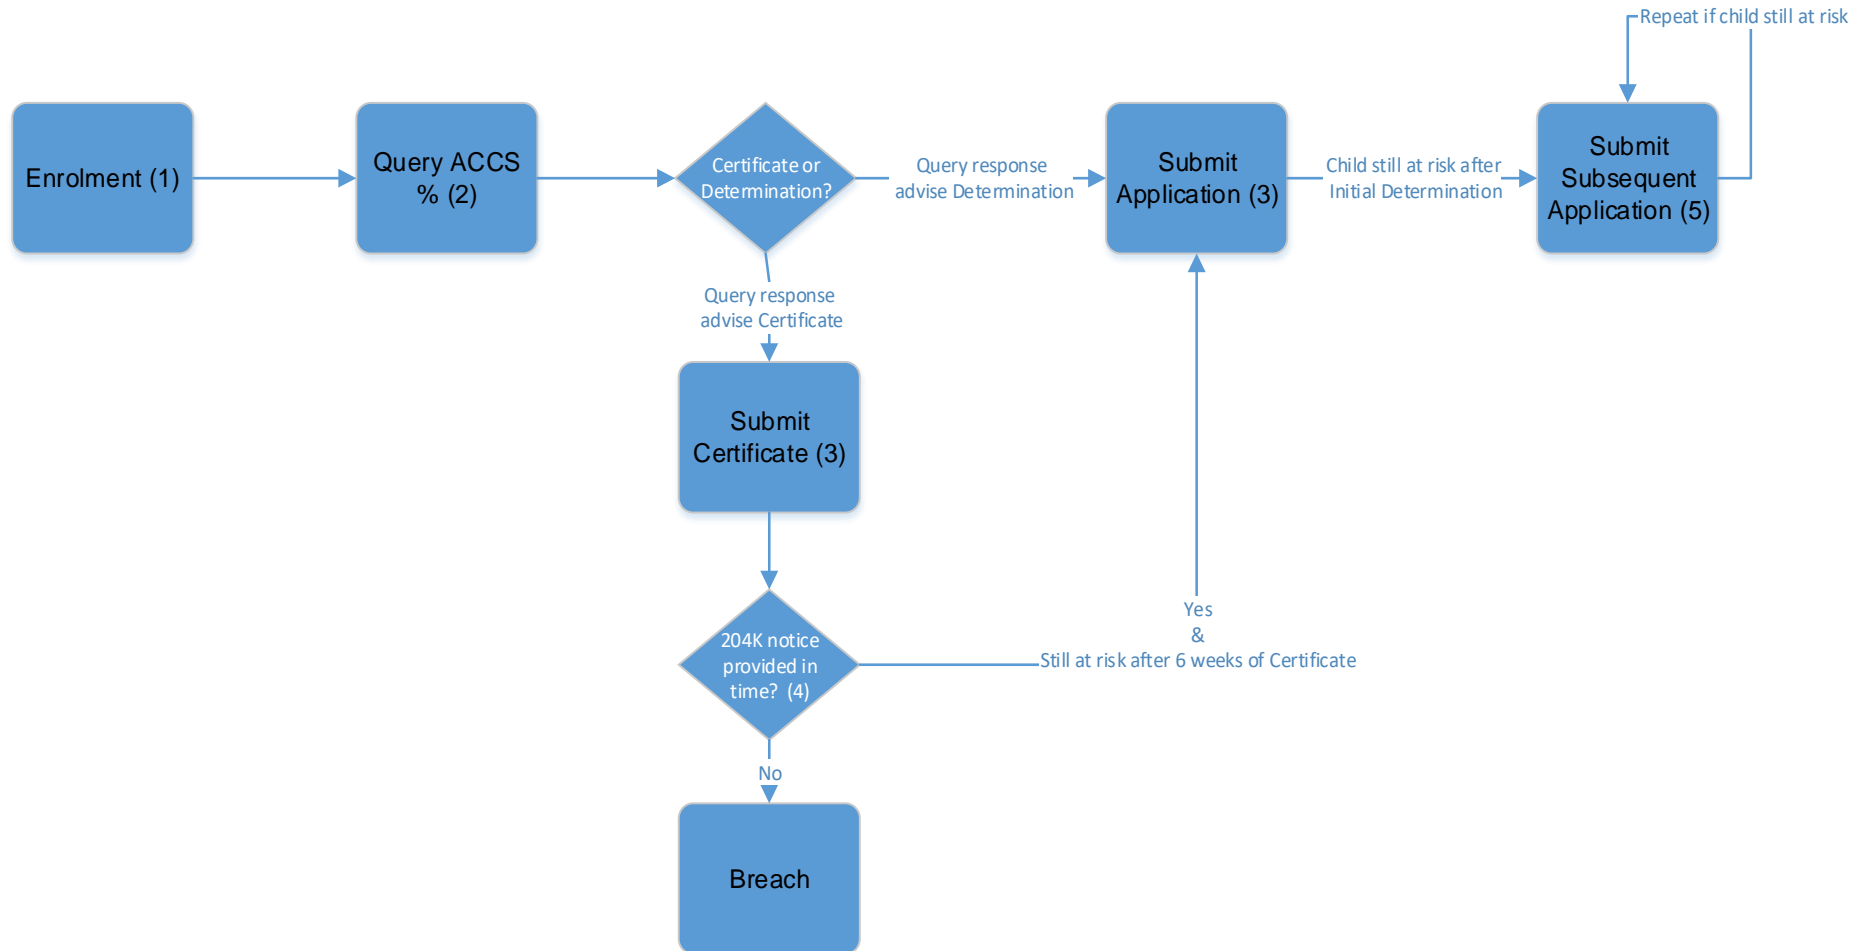 Repeat if child still at risk
Enrolment (1)
Query ACCS
% (2)
Certificate or
Determination?
Query response
advise Determination
Submit
Application (3)
Child still at risk after
Initial Determination
Submit
Subsequent
Application (5)
Query response
advise Certificate
Submit
Certificate (3)
204K notice
provided in
time? (4)
Yes
&
Still at risk after 6 weeks of Certificate
No
Breach